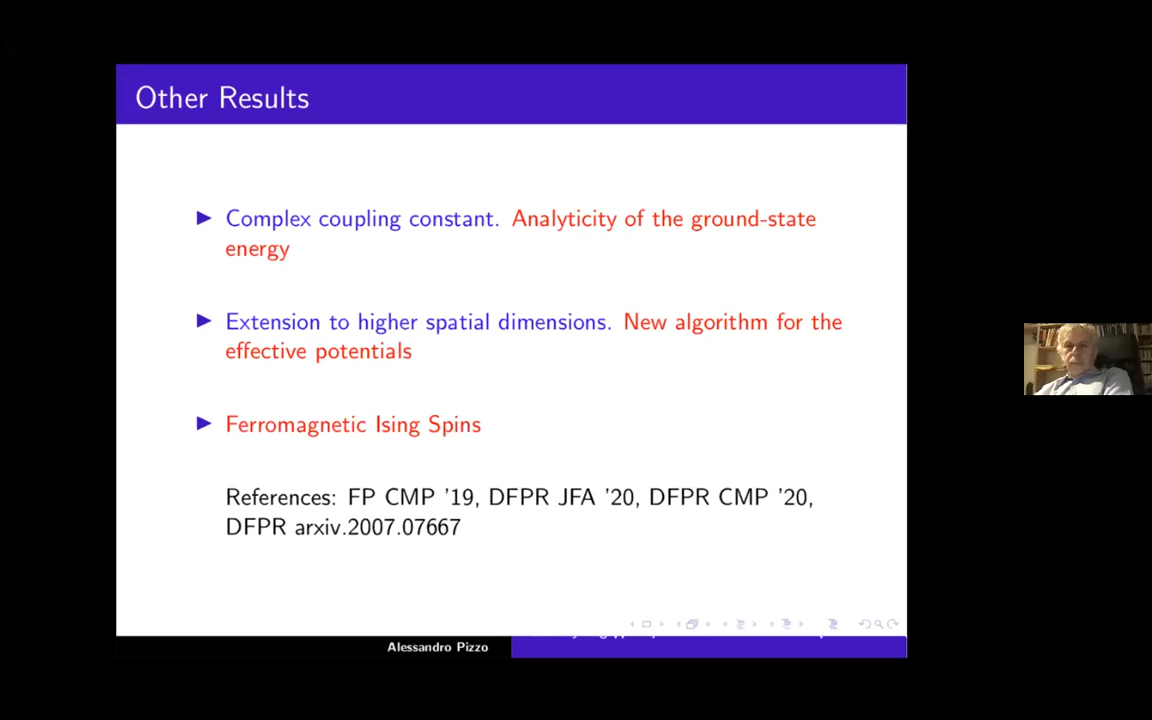 Other Results
Complex coupling constant. Analyticity of the ground-state
energy
Extension to higher spatial dimensions. New algorithm for the
effective potentials
Ferromagnetic Ising Spins
References: FP CMP '19, DFPR JFA '20, DFPR CMP '20,
DFPR arxiv.2007.07667
Alessandro Pizzo